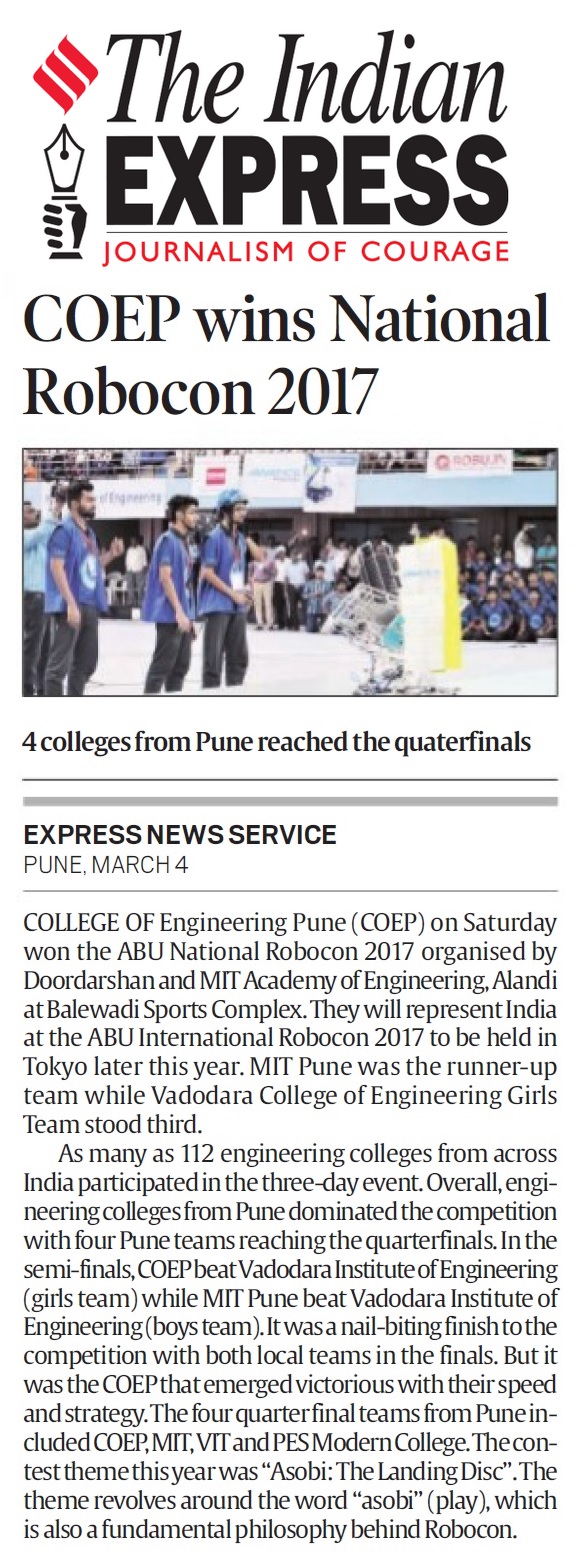 The Indian
EXPRESS
JOURNALISM OF COURAGE
COEP wins National
Robocon 2017
of Engineering
ROBUJN
4 colleges from Pune reached the quaterfinals
EXPRESS NEWS SERVICE
PUNE, MARCH 4
COLLEGE OF Engineering Pune (COEP) on Saturday
won the ABU National Robocon 2017 organised by
Doordarshan and MIT Academy of Engineering, Alandi
at Balewadi Sports Complex. They will represent India
at the ABU International Robocon 2017 to be held in
Tokyo later this year. MIT Pune was the runner-up
team while Vadodara College of Engineering Girls
Team stood third.
As many as 112 engineering colleges from across
India participated in the three-day event. Overall, engi-
neering colleges from Pune dominated the competition
with four Pune teams reaching the quarterfinals. In the
semi-finals, COEP beat Vadodara Institute of Engineering
(girls team) while MIT Pune beat Vadodara Institute of
Engineering (boys team). It was a nail-biting finish to the
competition with both local teams in the finals. But it
was the COEP that emerged victorious with their speed
and strategy. The four quarter final teams from Pune in-
cluded COEP, MIT, VIT and PES Modern College. The con-
test theme this year was “Asobi: The Landing Disc”. The
theme revolves around the word “asobi” (play), which
is also a fundamental philosophy behind Robocon.